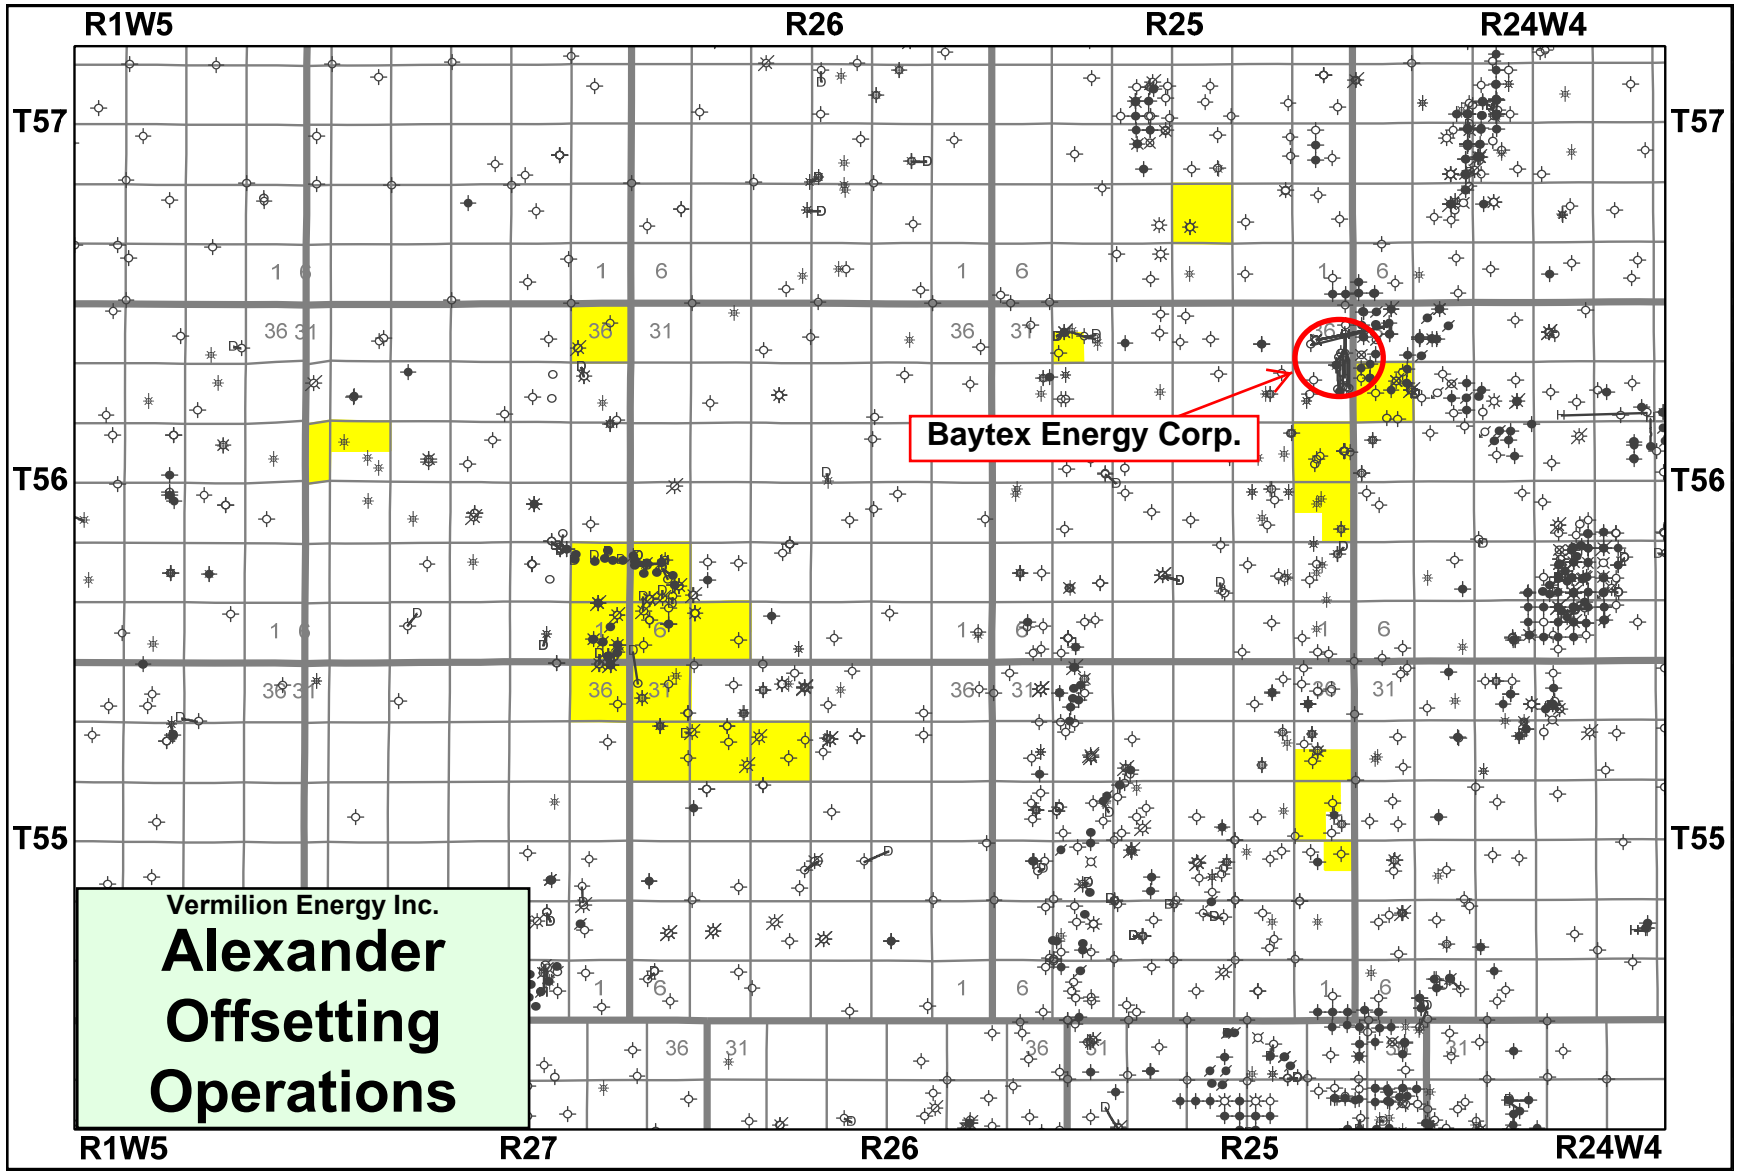 R1W5 R26 R25 R24W4
T57 T57
1 6 1 6 1 6 1 6
36 31 36 31 36 31 36
Baytex Energy Corp.
T56 T56
1 6 1 6 1 6 1 6
36 31 36 31 36 31 36 31
T55 T55
Vermilion Energy Inc.
Alexander
Offsetting
Operations
1 6 1 6 1 6
36 31 36 31 31
R1W5 R27 R26 R25 R24W4